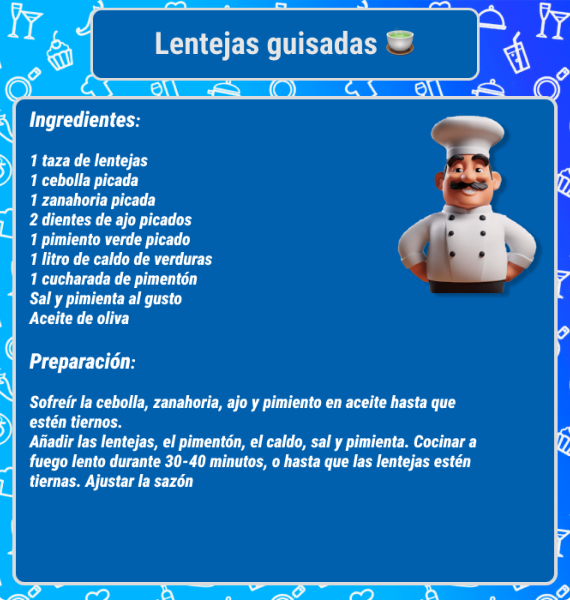 Lentejas guisadas 🍵
Ingredientes:
1 taza de lentejas
1 cebolla picada
1 zanahoria picada
2 dientes de ajo picados
1 pimiento verde picado
1 litro de caldo de verduras
1 cucharada de pimentón
Sal y pimienta al gusto
Aceite de oliva
Preparación:
Sofreír la cebolla, zanahoria, ajo y pimiento en aceite hasta que
estén tiernos.
Añadir las lentejas, el pimentón, el caldo, sal y pimienta. Cocinar a
fuego lento durante 30-40 minutos, o hasta que las lentejas estén
tiernas. Ajustar la sazón